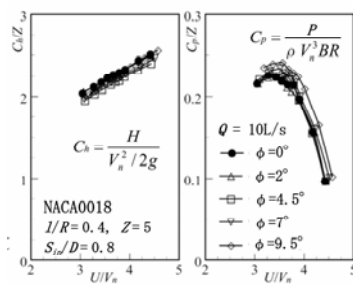 C_h/Z
3
2
1
C_h = H / (V_n^2/2g)
NACA0018
I/R=0.4, Z=5
S_in/D=0.8
2 3 4 5
U/V_n
C_p/Z
0.3
0.2
0.1
0
C_p = P / (ρ V_n^3 BR)
Q = 10L/s
ϕ=0°
ϕ=2°
ϕ=4.5°
ϕ=7°
ϕ=9.5°
2 3 4 5
U/V_n